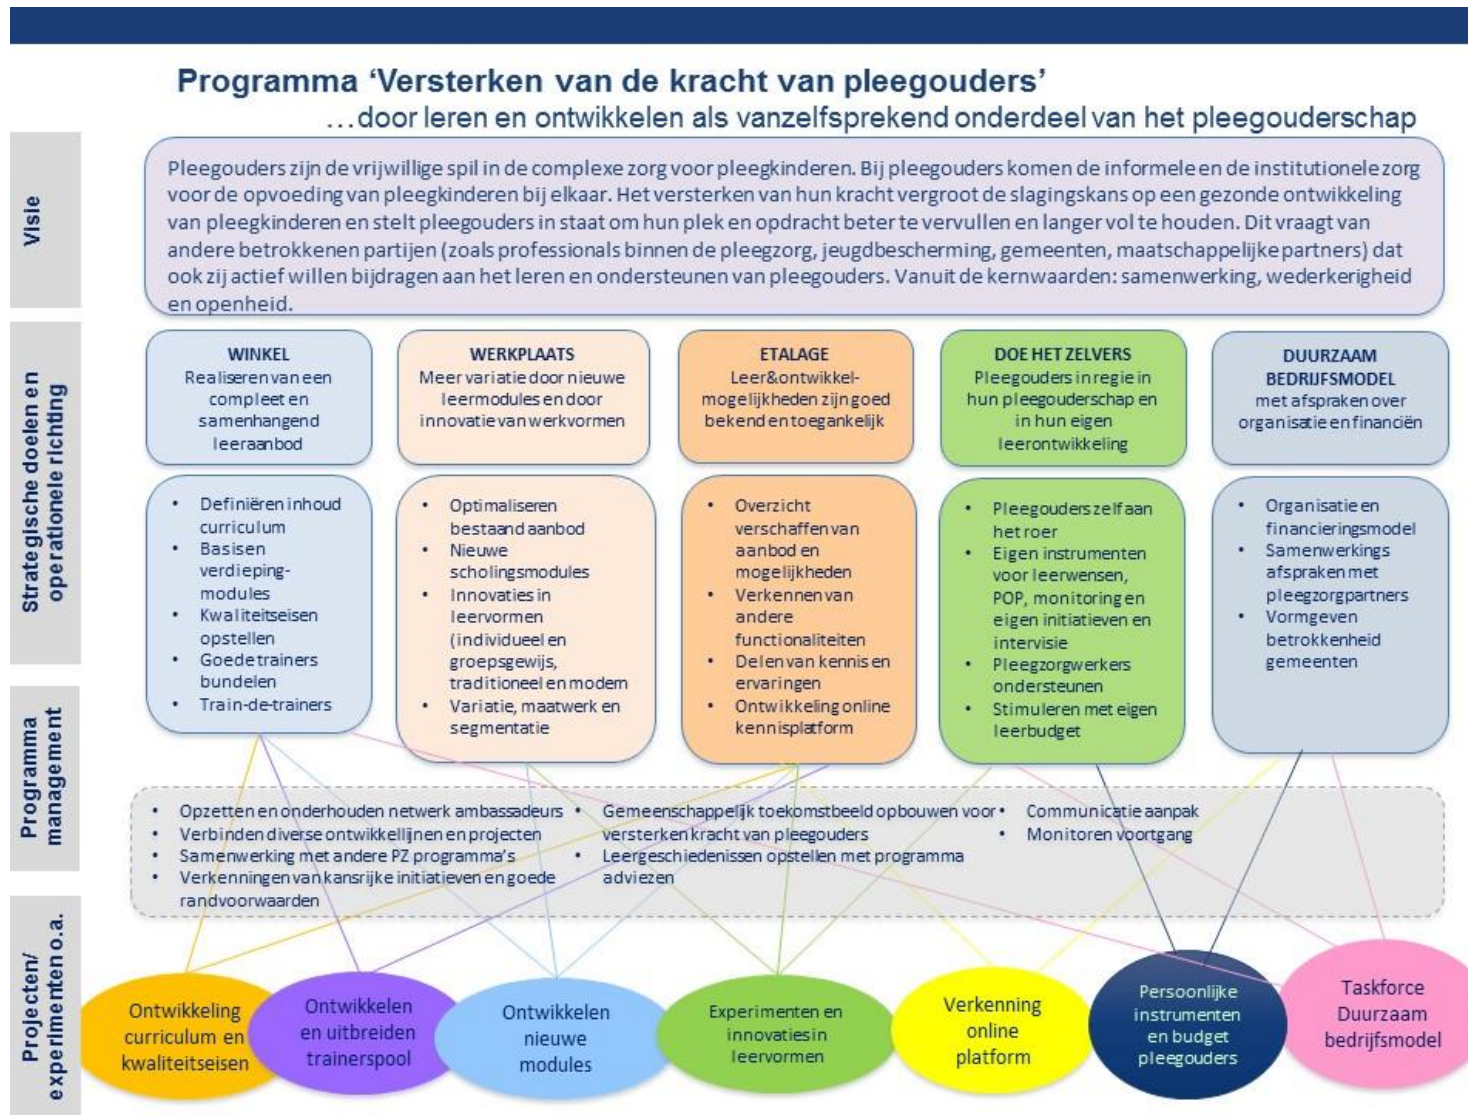 Programma ‘Versterken van de kracht van pleegouders’
…door leren en ontwikkelen als vanzelfsprekend onderdeel van het pleegouderschap
Visie
Pleegouders zijn de vrijwillige spil in de complexe zorg voor pleegkinderen. Bij pleegouders komen de informele en de institutionele zorg
voor de opvoeding van pleegkinderen bij elkaar. Het versterken van hun kracht vergroot de slagingskans op een gezonde ontwikkeling
van pleegkinderen en stelt pleegouders in staat om hun plek en opdracht beter te vervullen en langer vol te houden. Dit vraagt van
andere betrokkenen partijen (zoals professionals binnen de pleegzorg, jeugdbescherming, gemeenten, maatschappelijke partners) dat
ook zij actief willen bijdragen aan het leren en ondersteunen van pleegouders. Vanuit de kernwaarden: samenwerking, wederkerigheid
en openheid.
Strategische doelen en
operationele richting
WINKEL
Realiseren van een
compleet en
samenhangend
leeraanbod
WERKPLAATS
Meer variatie door nieuwe
leermodules en door
innovatie van werkvormen
ETALAGE
Leer&ontwikkel-
mogelijkheden zijn goed
bekend en toegankelijk
DOE HET ZELVERS
Pleegouders in regie in
hun pleegouderschap en
in hun eigen
leerontwikkeling
DUURZAAM
BEDRIJFSMODEL
met afspraken over
organisatie en financiën
• Definiëren inhoud
curriculum
• Basis en
verdieping-
modules
• Kwaliteitseisen
opstellen
• Goede trainers
bundelen
• Train-de-trainers
• Optimaliseren
bestaand aanbod
• Nieuwe
scholingsmodules
• Innovaties in
leervormen
(individueel en
groepsgewijs,
traditioneel en modern
• Variatie, maatwerk en
segmentatie
• Overzicht
verschaffen van
aanbod en
mogelijkheden
• Verkennen van
andere
functionaliteiten
• Delen van kennis en
ervaringen
• Ontwikkeling online
kennisplatform
• Pleegouders zelf aan
het roer
• Eigen instrumenten
voor leerwensen,
POP, monitoring en
eigen initiatieven en
intervisie
• Pleegzorgwerkers
ondersteunen
• Stimuleren met eigen
leerbudget
• Organisatie en
financieringsmodel
• Samenwerkings
afspraken met
pleegzorgpartners
• Vormgeven
betrokkenheid
gemeenten
Programma
management
• Opzetten en onderhouden netwerk ambassadeurs
• Verbinden diverse ontwikkellijnen en projecten
• Samenwerking met andere PZ programma’s
• Verkenningen van kansrijke initiatieven en goede
randvoorwaarden
• Gemeenschappelijk toekomstbeeld opbouwen voor
versterken kracht van pleegouders
• Leergeschiedenissen opstellen met programma
adviezen
• Communicatie aanpak
• Monitoren voortgang
Projecten/
experimenten o.a.
Ontwikkeling
curriculum en
kwaliteitseisen
Ontwikkelen
en uitbreiden
trainerspool
Ontwikkelen
nieuwe
modules
Experimenten en
innovaties in
leervormen
Verkenning
online
platform
Persoonlijke
instrumenten
en budget
pleegouders
Taskforce
Duurzaam
bedrijfsmodel